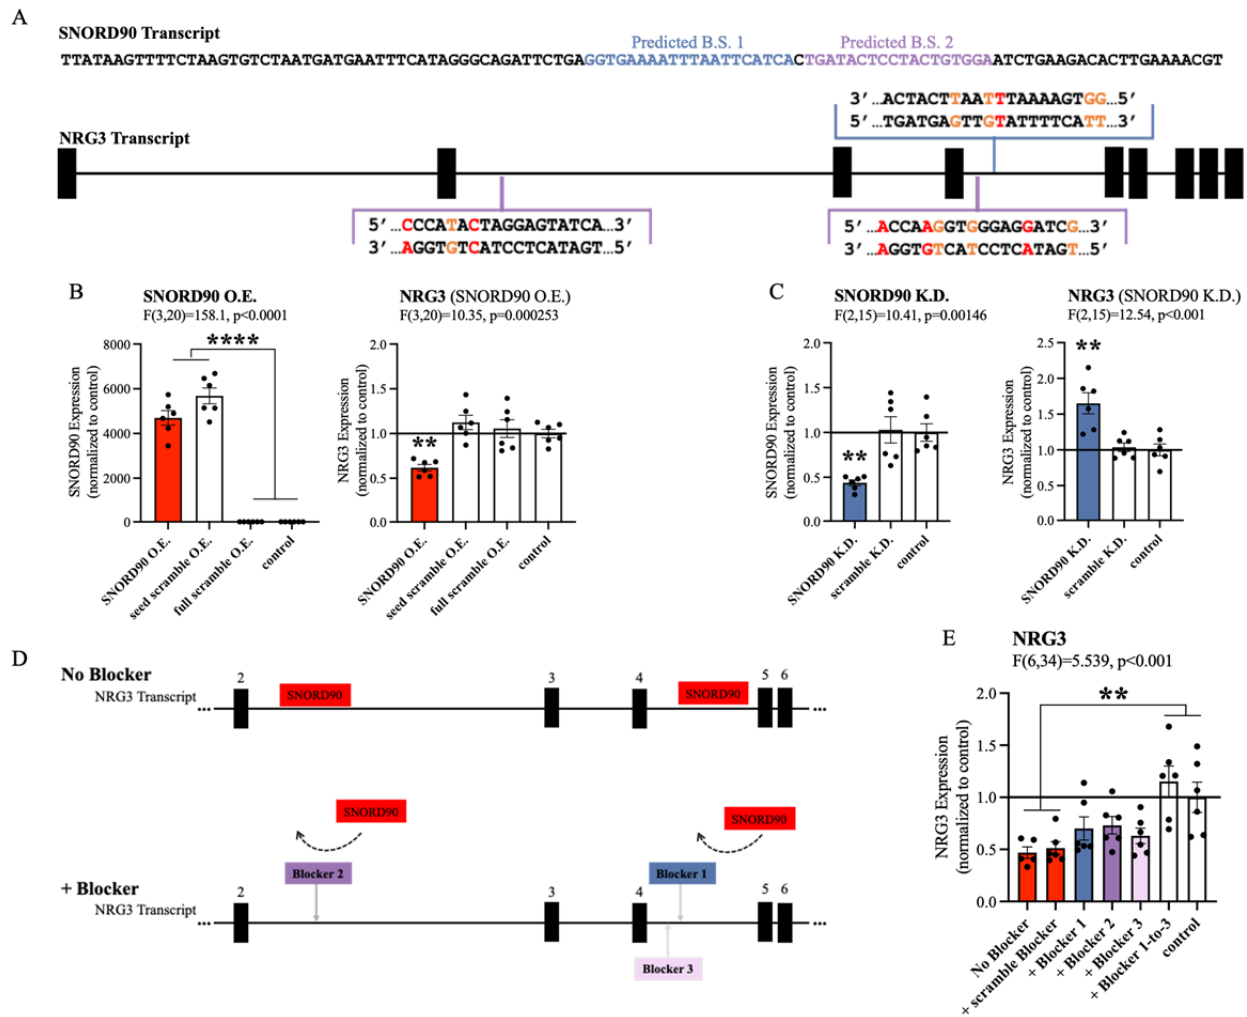 A
SNORD90 Transcript
Predicted B.S. 1
Predicted B.S. 2
TTATAAGTTTTCTAAGTGTCTAATGATGAATTTCATAGGGCAGATTCTGAGGTGAAAATTTAATTCATCACTGATACTCCTACTGTGGAATCTGAAGACACTTGAAAACGT
3′...ACTACTTAATTTTAAAAGTGG...5′
5′...TGATGAGTTGTATTTTCATT...3′
NRG3 Transcript
5′...CCCATACTAGGAGTATCA...3′
3′...AGGTGTCATCCTCATAGT...5′
5′...ACCAAGGTGGGAGGATCG...3′
3′...AGGTGTCATCCTCATAGT...5′
B
SNORD90 O.E.
F(3,20)=158.1, p<0.0001
****
SNORD90 Expression
(normalized to control)
8000
6000
4000
2000
0
SNORD90 O.E.
seed scramble O.E.
full scramble O.E.
control
NRG3 (SNORD90 O.E.)
F(3,20)=10.35, p=0.000253
**
NRG3 Expression
(normalized to control)
2.0
1.5
1.0
0.5
0.0
SNORD90 O.E.
seed scramble O.E.
full scramble O.E.
control
C
SNORD90 K.D.
F(2,15)=10.41, p=0.00146
**
SNORD90 Expression
(normalized to control)
2.0
1.5
1.0
0.5
0.0
SNORD90 K.D.
scramble K.D.
control
NRG3 (SNORD90 K.D.)
F(2,15)=12.54, p<0.001
**
NRG3 Expression
(normalized to control)
2.5
2.0
1.5
1.0
0.5
0.0
SNORD90 K.D.
scramble K.D.
control
D
No Blocker
NRG3 Transcript
2
SNORD90
3
4
SNORD90
5
6
...
...
SNORD90
SNORD90
Blocker 2
Blocker 1
+ Blocker
NRG3 Transcript
2
3
4
5
6
...
...
Blocker 3
E
NRG3
F(6,34)=5.539, p<0.001
**
NRG3 Expression
(normalized to control)
2.0
1.5
1.0
0.5
0.0
No Blocker
+ scramble Blocker
+ Blocker 1
+ Blocker 2
+ Blocker 3
+ Blocker 1-to-3
control